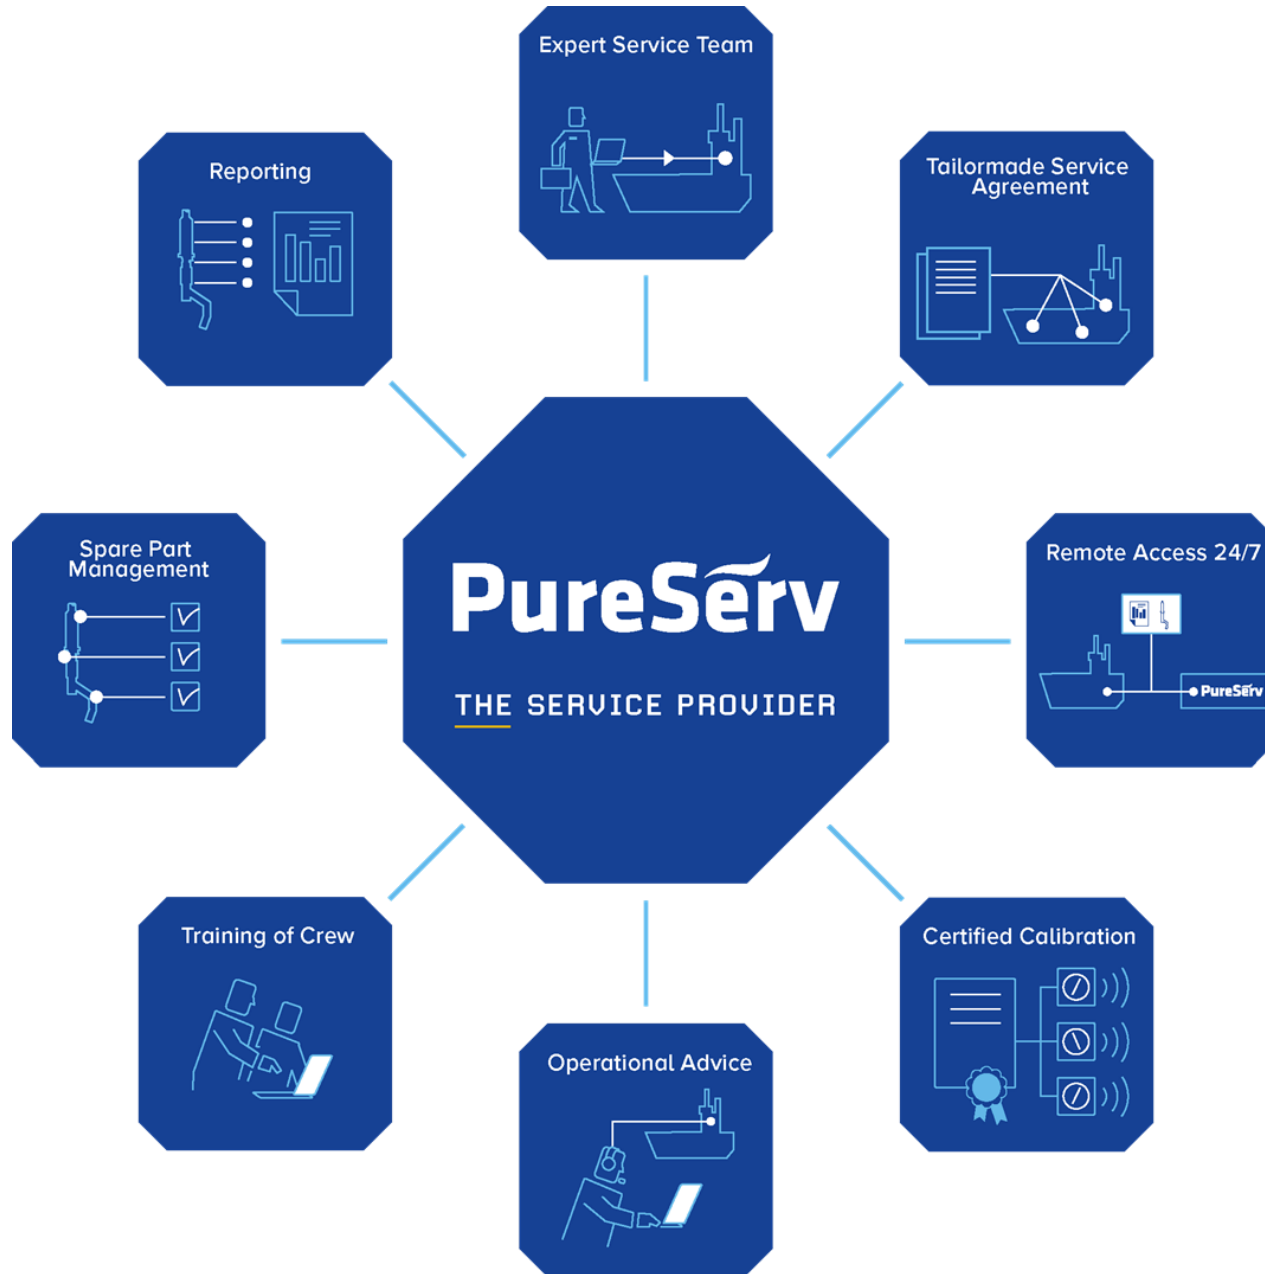 Expert Service Team
Reporting
Tailormade Service
Agreement
Spare Part
Management
Remote Access 24/7
PureServ
PureServ
THE SERVICE PROVIDER
Training of Crew
Certified Calibration
Operational Advice